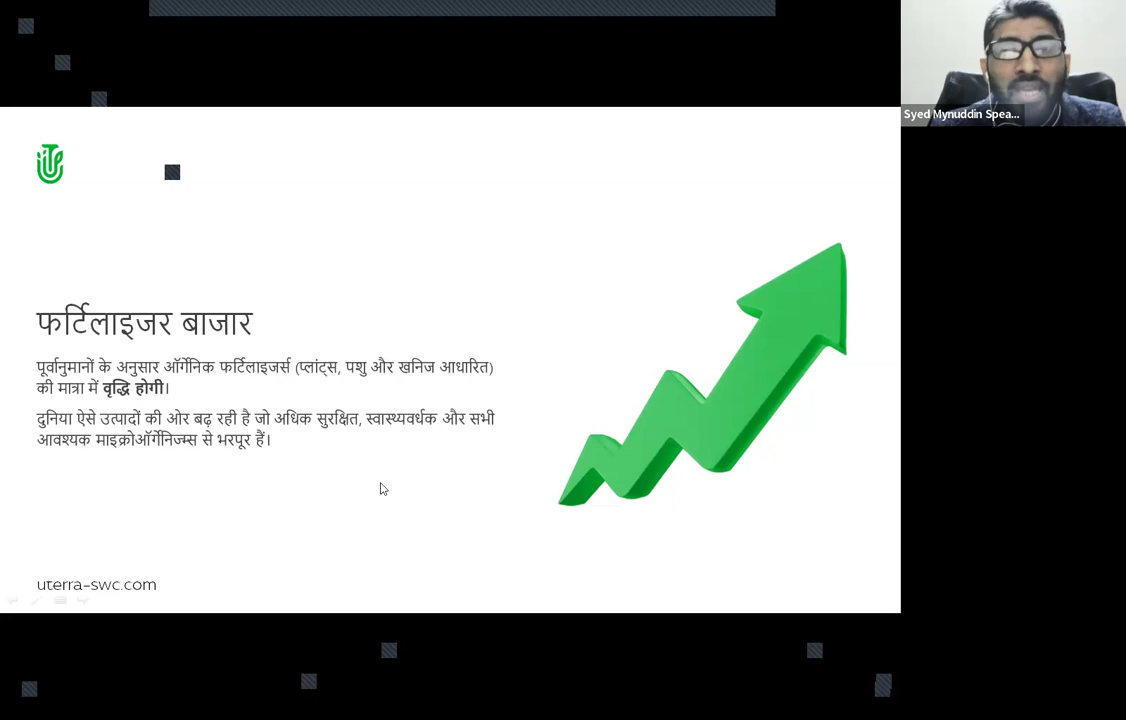 Syed Mynuddin Spea...
फर्टिलाइजर बाजार
पूर्वानुमानों के अनुसार ऑर्गेनिक फर्टिलाइजर्स (प्लांट्स, पशु और खनिज आधारित)
की मात्रा में वृद्धि होगी।
दुनिया ऐसे उत्पादों की ओर बढ़ रही है जो अधिक सुरक्षित, स्वास्थ्यवर्धक और सभी
आवश्यक माइक्रोऑर्गेनिज्म्स से भरपूर हैं।
uterra-swc.com